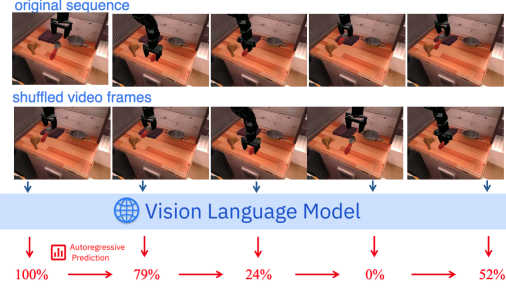 original sequence
shuffled video frames
Vision Language Model
Autoregressive
Prediction
100% 79% 24% 0% 52%